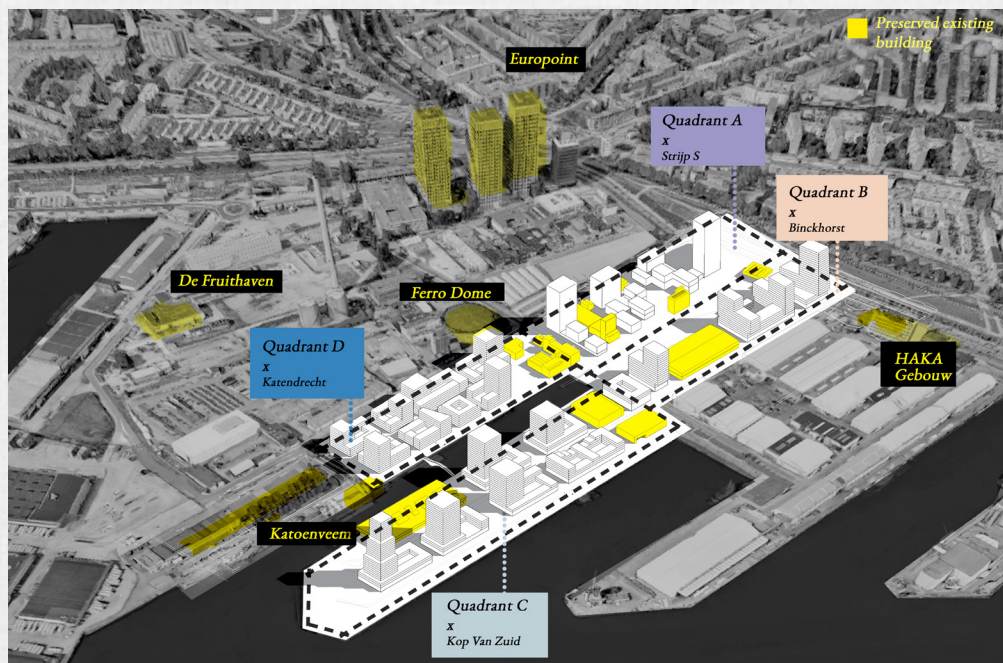 Preserved existing
building
Europoint
Quadrant A
x
Strijp S
Quadrant B
x
Binckhorst
De Fruithaven
Ferro Dome
Quadrant D
x
Katendrecht
HAKA
Gebouw
Katoenveem
Quadrant C
x
Kop Van Zuid